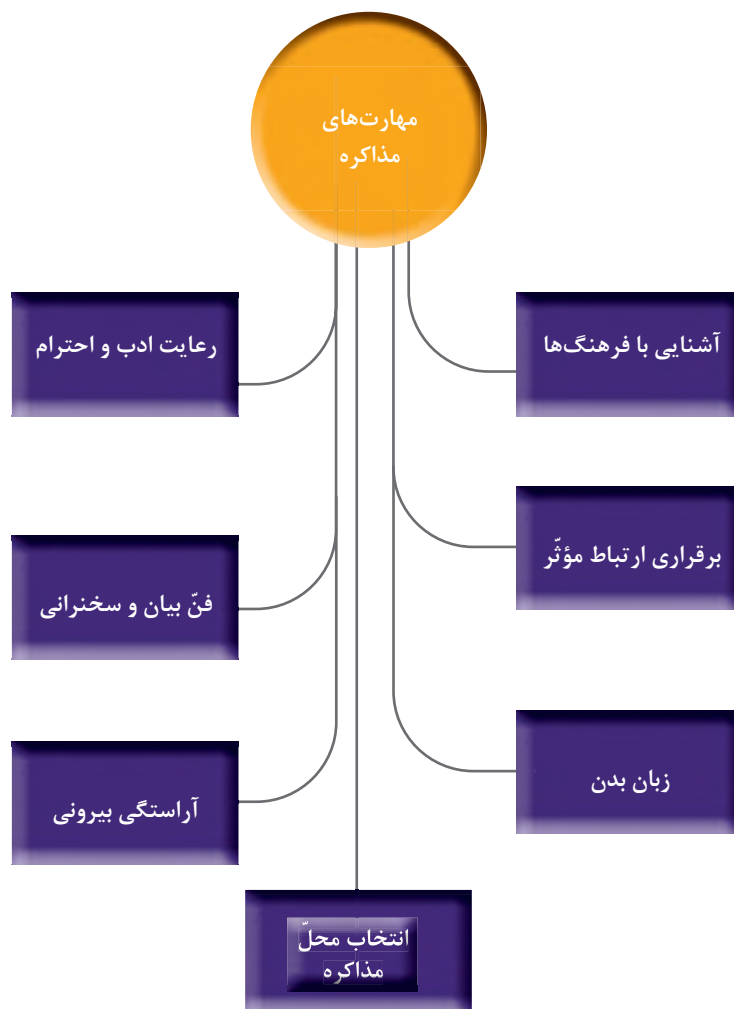 مهارت‌های
مذاکره
آشنایی با فرهنگ‌ها
رعایت ادب و احترام
برقراری ارتباط مؤثّر
فنّ بیان و سخنرانی
زبان بدن
آراستگی بیرونی
انتخاب محلّ
مذاکره